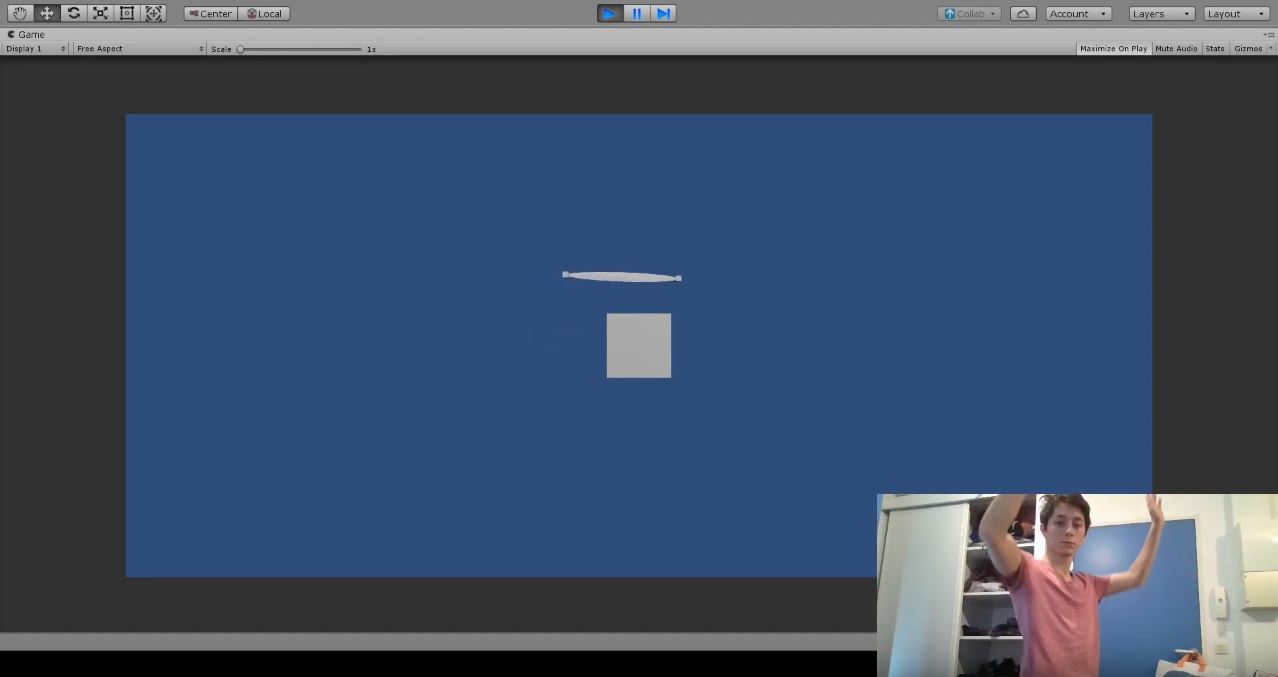 Center Local Collab Account Layers Layout
Game
Display 1 Free Aspect Scale 1x Maximize On Play Mute Audio Stats Gizmos